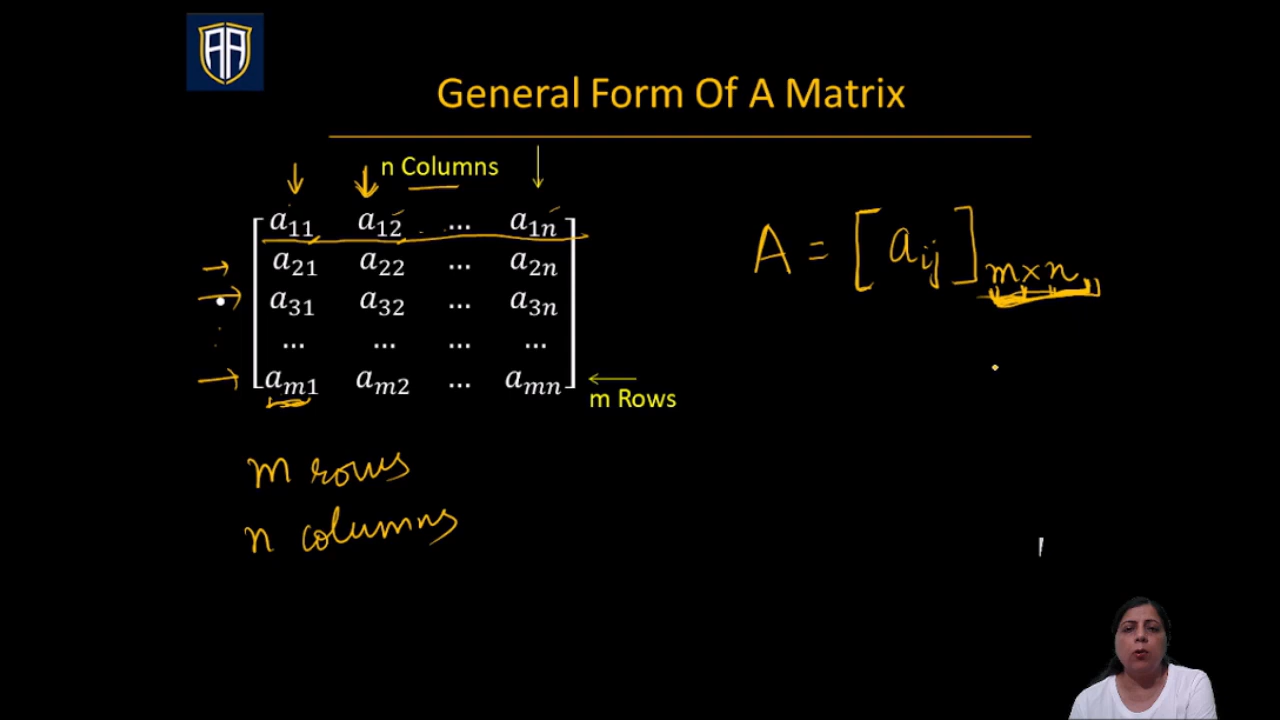 AA
General Form Of A Matrix
n Columns
a11 a12 ... a1n
a21 a22 ... a2n
a31 a32 ... a3n
... ... ... ...
am1 am2 ... amn
m Rows
A = [aij]m×n
m rows
n columns